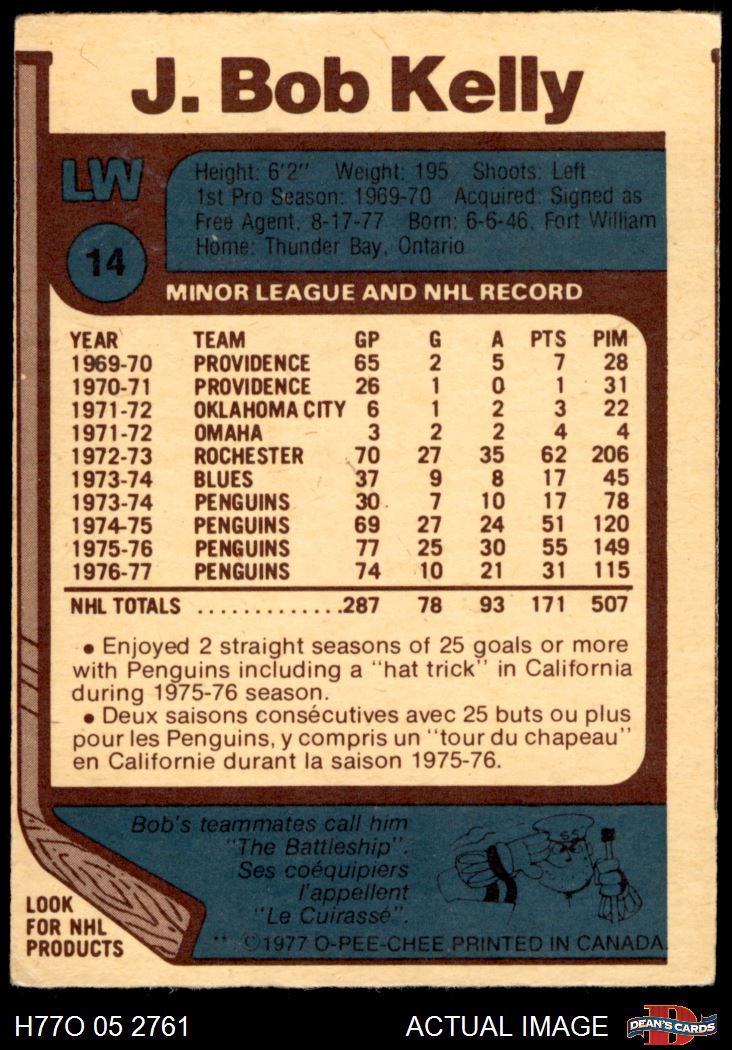 J. Bob Kelly
LW
14
Height: 6'2" Weight: 195 Shoots: Left
1st Pro Season: 1969-70 Acquired: Signed as
Free Agent, 8-17-77 Born: 6-6-46, Fort William
Home: Thunder Bay, Ontario
MINOR LEAGUE AND NHL RECORD
YEAR TEAM GP G A PTS PIM
1969-70 PROVIDENCE 65 2 5 7 28
1970-71 PROVIDENCE 26 1 0 1 31
1971-72 OKLAHOMA CITY 6 1 2 3 22
1971-72 OMAHA 3 2 2 4 4
1972-73 ROCHESTER 70 27 35 62 206
1973-74 BLUES 37 9 8 17 45
1973-74 PENGUINS 30 7 10 17 78
1974-75 PENGUINS 69 27 24 51 120
1975-76 PENGUINS 77 25 30 55 149
1976-77 PENGUINS 74 10 21 31 115
NHL TOTALS .............287 78 93 171 507
• Enjoyed 2 straight seasons of 25 goals or more
with Penguins including a "hat trick" in California
during 1975-76 season.
• Deux saisons consécutives avec 25 buts ou plus
pour les Penguins, y compris un "tour du chapeau"
en Californie durant la saison 1975-76.
Bob's teammates call him
"The Battleship".
Ses coéquipiers
l'appellent
"Le Cuirassé".
LOOK
FOR NHL
PRODUCTS
** ©1977 O-PEE-CHEE PRINTED IN CANADA
H77O 05 2761 ACTUAL IMAGE DEAN'S CARDS